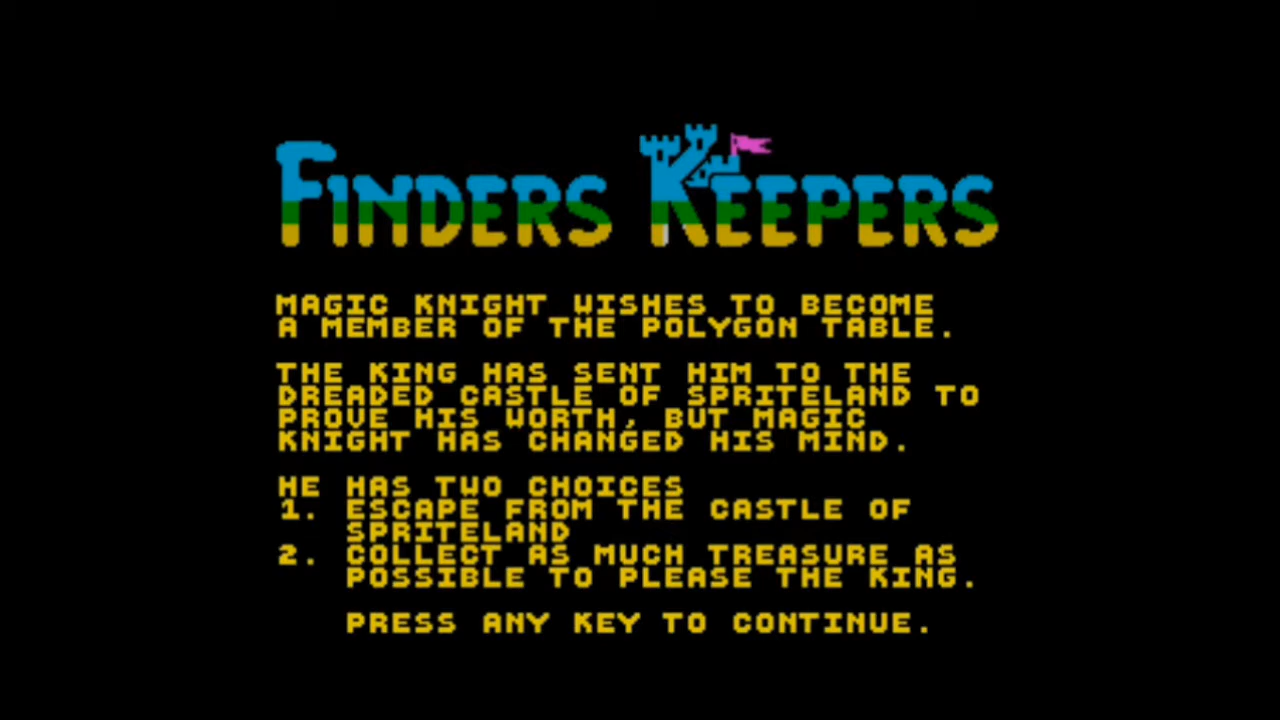 FINDERS KEEPERS
MAGIC KNIGHT WISHES TO BECOME
A MEMBER OF THE POLYGON TABLE.
THE KING HAS SENT HIM TO THE
DREADED CASTLE OF SPRITELAND TO
PROVE HIS WORTH, BUT MAGIC
KNIGHT HAS CHANGED HIS MIND.
HE HAS TWO CHOICES
1. ESCAPE FROM THE CASTLE OF
SPRITELAND
2. COLLECT AS MUCH TREASURE AS
POSSIBLE TO PLEASE THE KING.
PRESS ANY KEY TO CONTINUE.